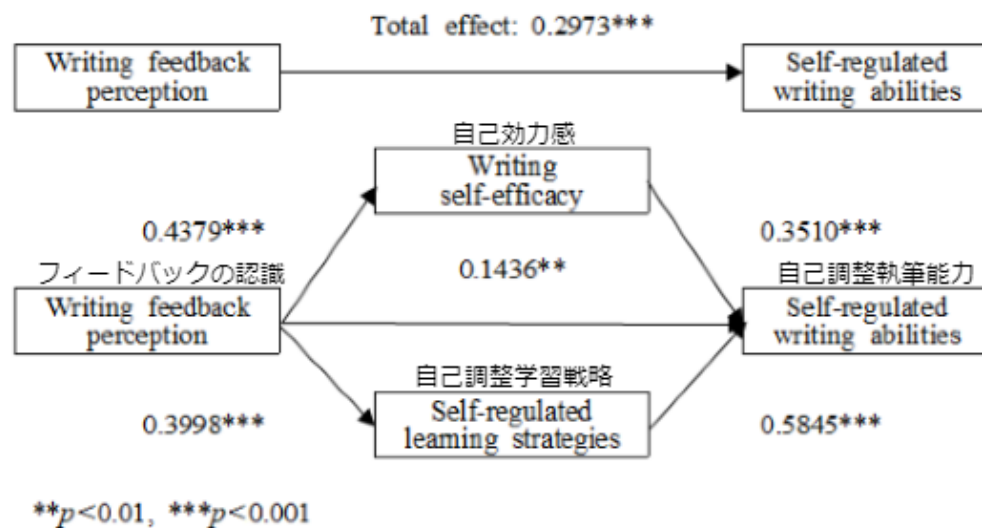 Total effect: 0.2973***
Writing feedback
perception
Self-regulated
writing abilities
自己効力感
Writing
self-efficacy
0.4379***
0.1436**
0.3510***
フィードバックの認識
Writing feedback
perception
自己調整執筆能力
Self-regulated
writing abilities
自己調整学習戦略
Self-regulated
learning strategies
0.3998***
0.5845***
**p<0.01, ***p<0.001